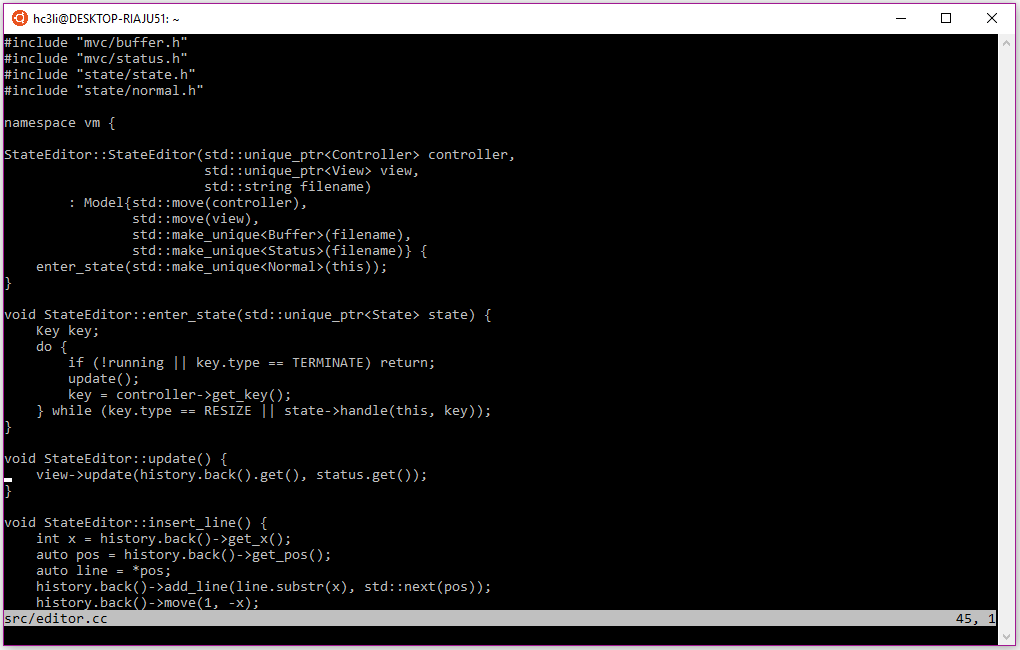 hc3li@DESKTOP-RIAJU51: ~
#include "mvc/buffer.h"
#include "mvc/status.h"
#include "state/state.h"
#include "state/normal.h"

namespace vm {

StateEditor::StateEditor(std::unique_ptr<Controller> controller,
                         std::unique_ptr<View> view,
                         std::string filename)
        : Model{std::move(controller),
                std::move(view),
                std::make_unique<Buffer>(filename),
                std::make_unique<Status>(filename)} {
    enter_state(std::make_unique<Normal>(this));
}

void StateEditor::enter_state(std::unique_ptr<State> state) {
    Key key;
    do {
        if (!running || key.type == TERMINATE) return;
        update();
        key = controller->get_key();
    } while (key.type == RESIZE || state->handle(this, key));
}

void StateEditor::update() {
    view->update(history.back().get(), status.get());
}

void StateEditor::insert_line() {
    int x = history.back()->get_x();
    auto pos = history.back()->get_pos();
    auto line = *pos;
    history.back()->add_line(line.substr(x), std::next(pos));
    history.back()->move(1, -x);
src/editor.cc 45, 1